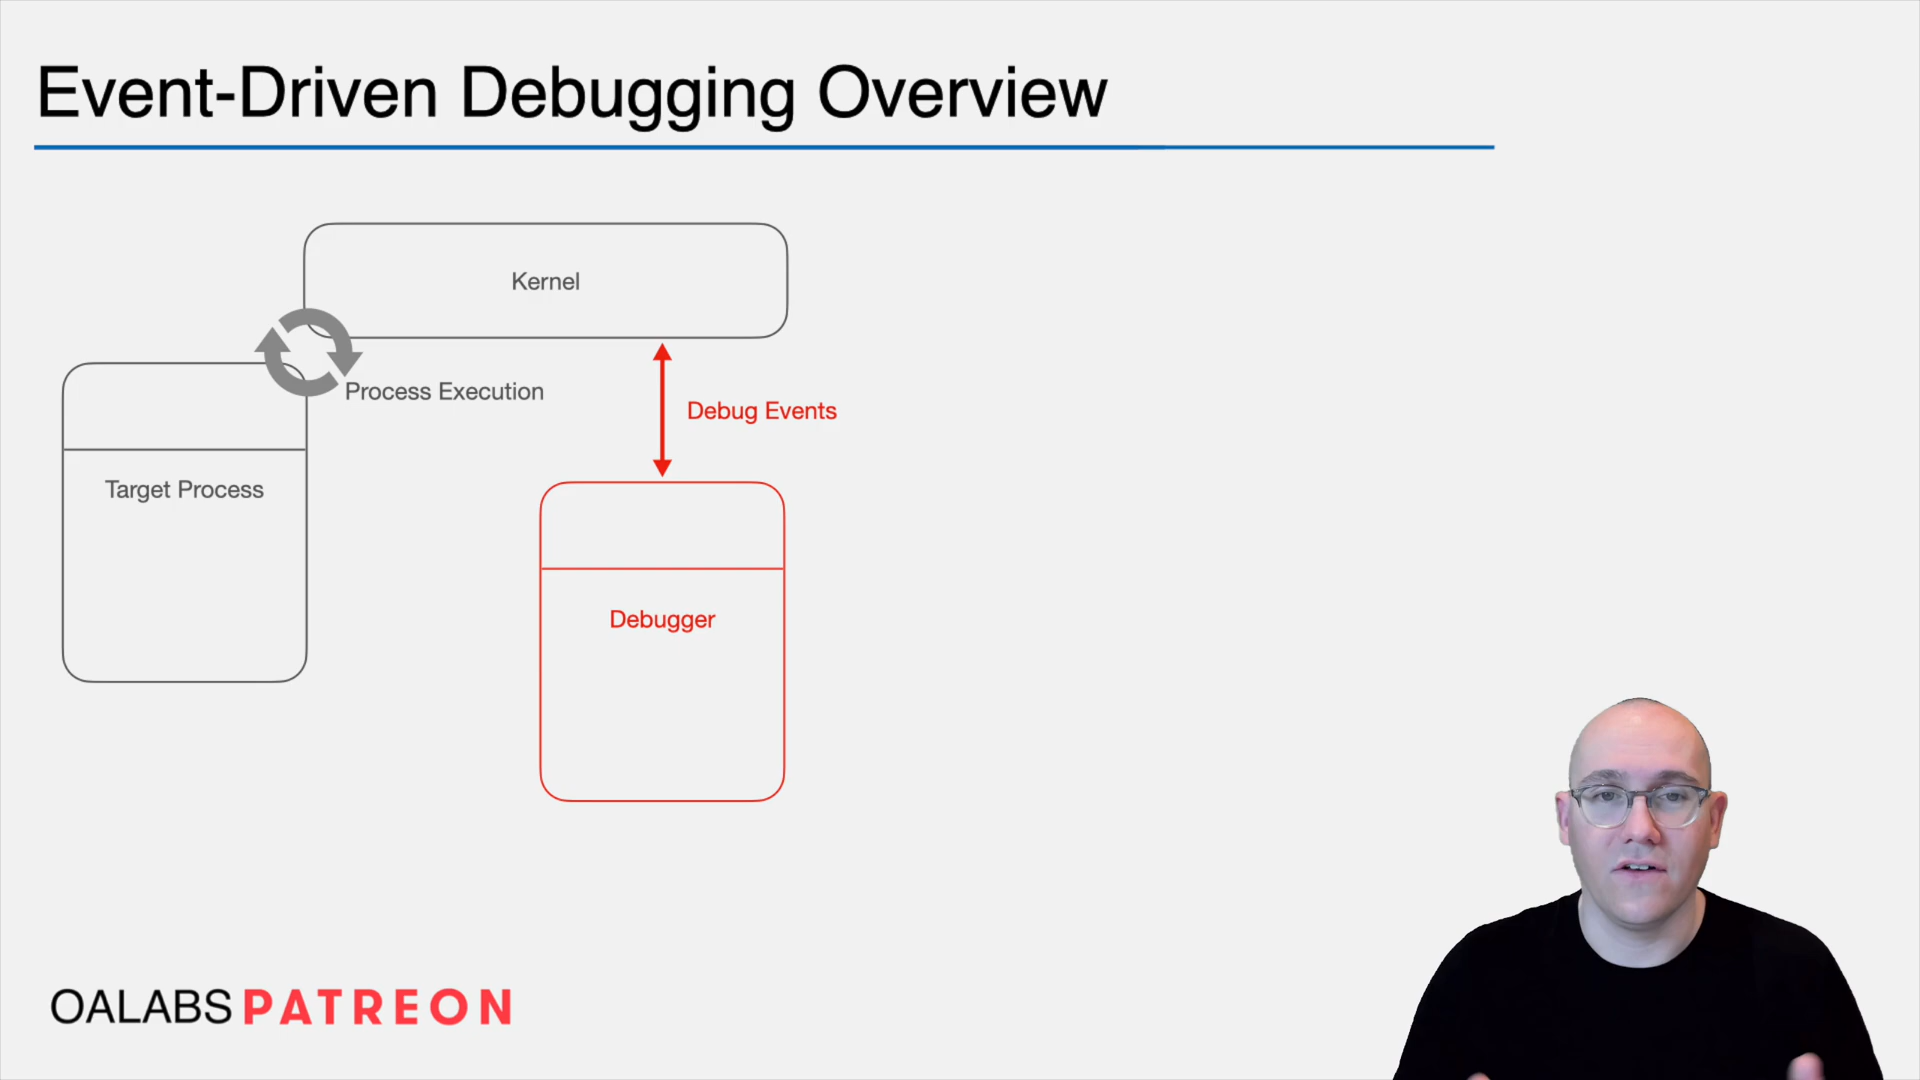 Event-Driven Debugging Overview
Kernel
Process Execution
Debug Events
Target Process
Debugger
OALABS PATREON